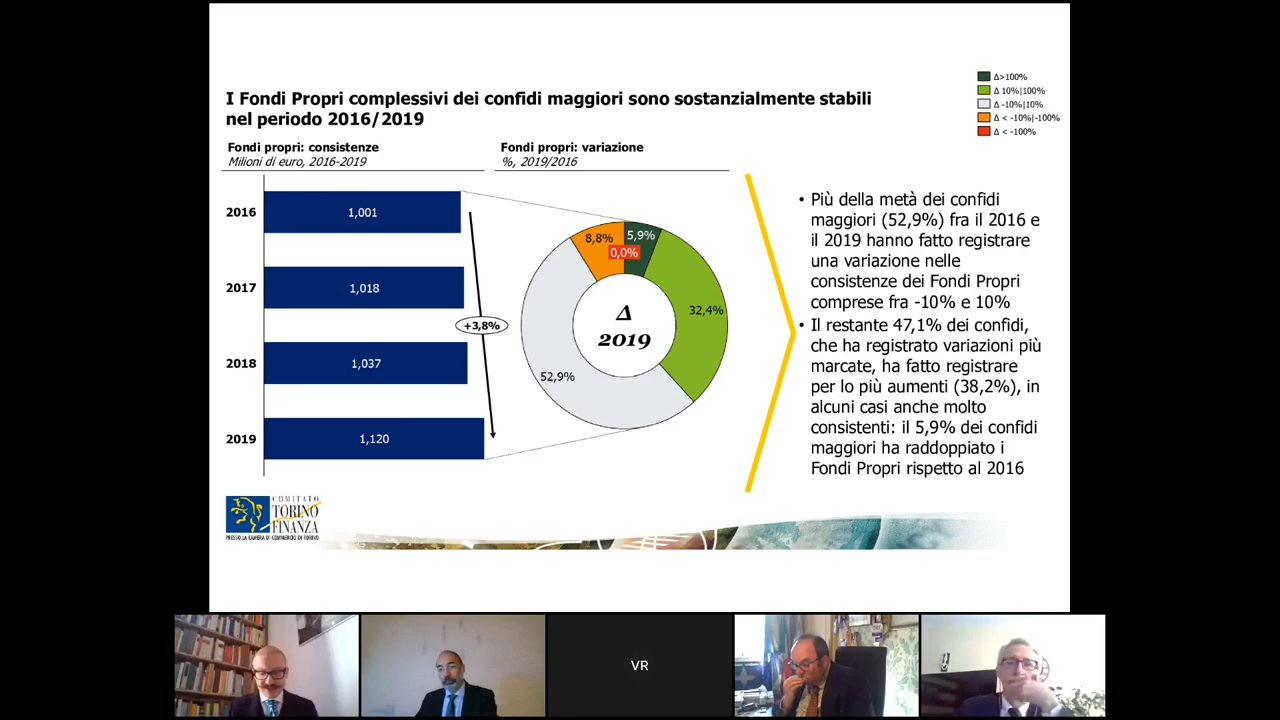 I Fondi Propri complessivi dei confidi maggiori sono sostanzialmente stabili
nel periodo 2016/2019
Δ>100%
Δ 10%|100%
Δ -10%|10%
Δ < -10%|-100%
Δ < -100%
Fondi propri: consistenze
Milioni di euro, 2016-2019
Fondi propri: variazione
%, 2019/2016
2016
1,001
2017
1,018
2018
1,037
2019
1,120
+3,8%
8,8%
5,9%
0,0%
32,4%
52,9%
Δ
2019
• Più della metà dei confidi
maggiori (52,9%) fra il 2016 e
il 2019 hanno fatto registrare
una variazione nelle
consistenze dei Fondi Propri
comprese fra -10% e 10%
• Il restante 47,1% dei confidi,
che ha registrato variazioni più
marcate, ha fatto registrare
per lo più aumenti (38,2%), in
alcuni casi anche molto
consistenti: il 5,9% dei confidi
maggiori ha raddoppiato i
Fondi Propri rispetto al 2016
COMITATO
TORINO
FINANZA
PRESSO LA CAMERA DI COMMERCIO DI TORINO
VR